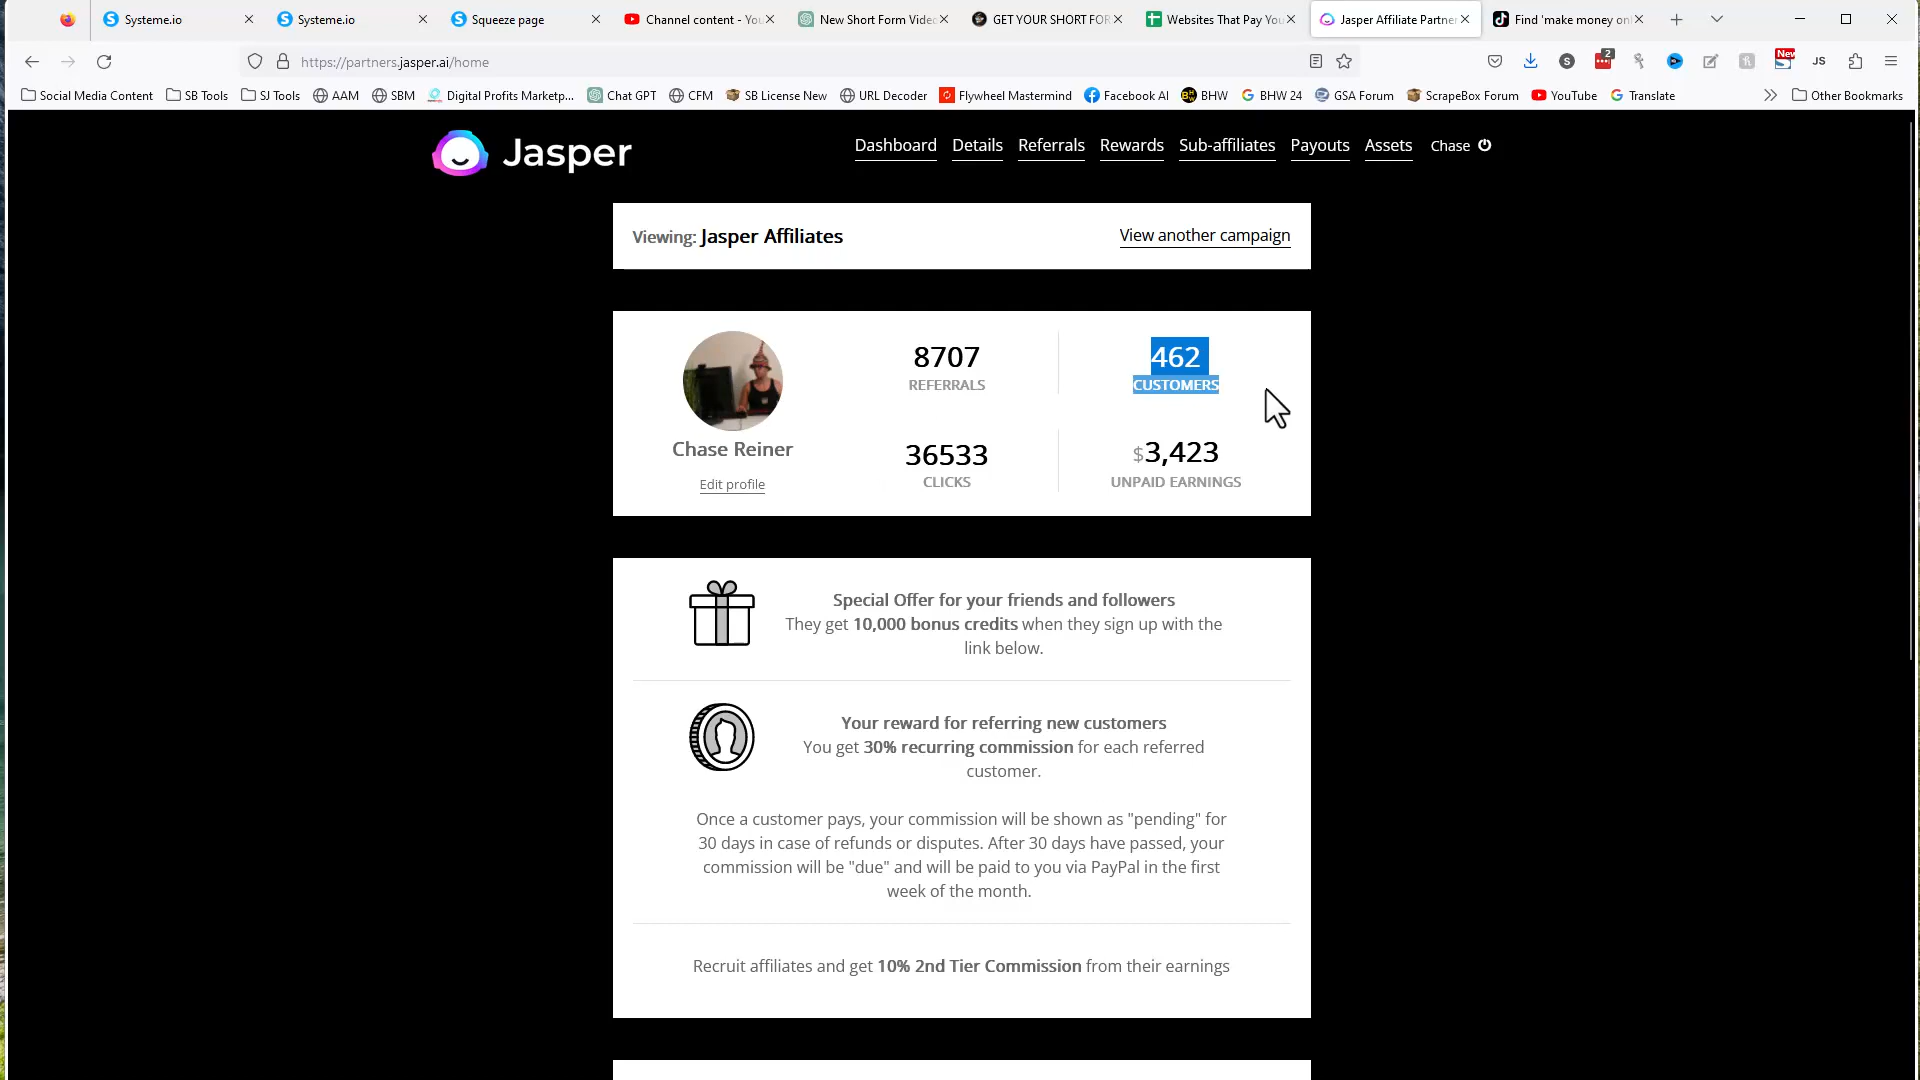 Systeme.io
Systeme.io
Squeeze page
Channel content - You
New Short Form Vide
GET YOUR SHORT FOR
Websites That Pay You
Jasper Affiliate Partner
Find 'make money onl
https://partners.jasper.ai/home
S
2
New
JS
Social Media Content
SB Tools
SJ Tools
AAM
SBM
Digital Profits Marketp...
Chat GPT
CFM
SB License New
URL Decoder
Flywheel Mastermind
Facebook AI
BHW
BHW 24
GSA Forum
ScrapeBox Forum
YouTube
Translate
Other Bookmarks
Jasper
Dashboard
Details
Referrals
Rewards
Sub-affiliates
Payouts
Assets
Chase
Viewing: Jasper Affiliates
View another campaign
8707
REFERRALS
462
CUSTOMERS
Chase Reiner
Edit profile
36533
CLICKS
$3,423
UNPAID EARNINGS
Special Offer for your friends and followers
They get 10,000 bonus credits when they sign up with the
link below.
Your reward for referring new customers
You get 30% recurring commission for each referred
customer.
Once a customer pays, your commission will be shown as "pending" for
30 days in case of refunds or disputes. After 30 days have passed, your
commission will be "due" and will be paid to you via PayPal in the first
week of the month.
Recruit affiliates and get 10% 2nd Tier Commission from their earnings